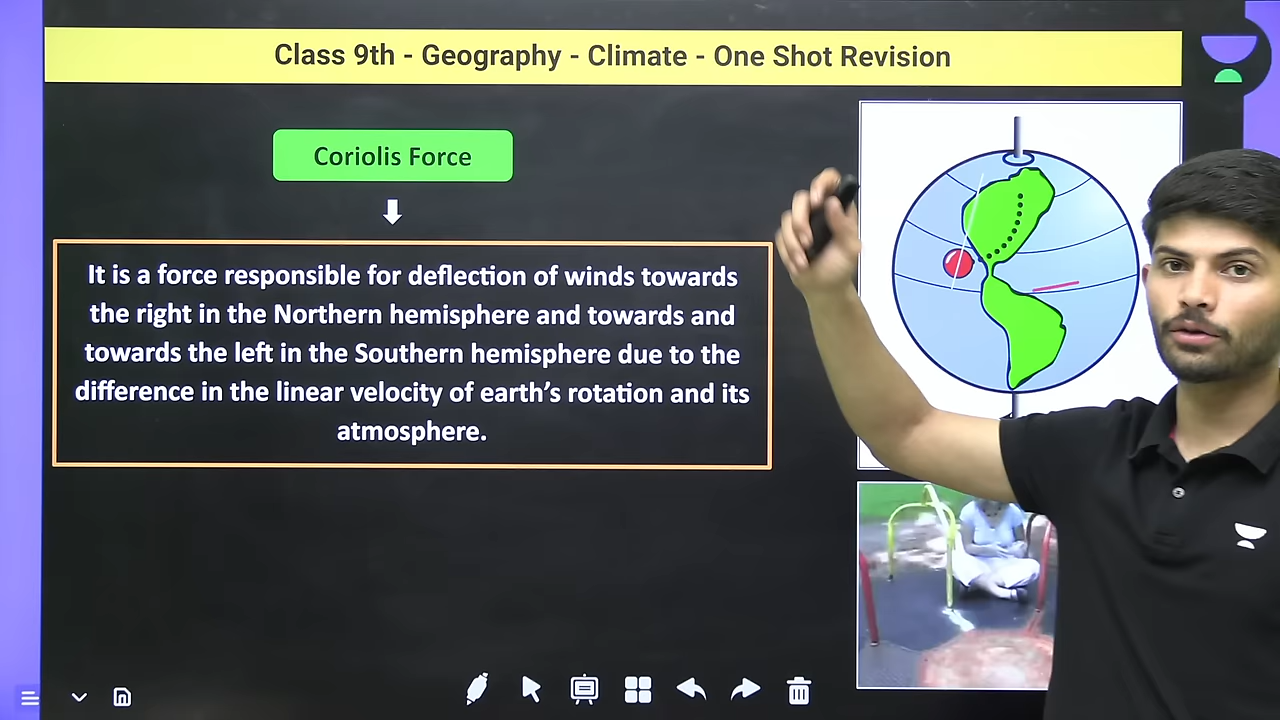 Class 9th - Geography - Climate - One Shot Revision
Coriolis Force
It is a force responsible for deflection of winds towards
the right in the Northern hemisphere and towards and
towards the left in the Southern hemisphere due to the
difference in the linear velocity of earth’s rotation and its
atmosphere.